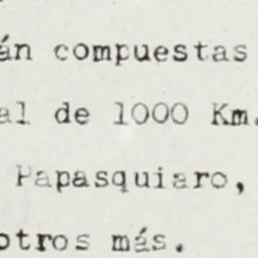 án compuestas
al de 1000 Km.
Papasquiaro,
otros más.